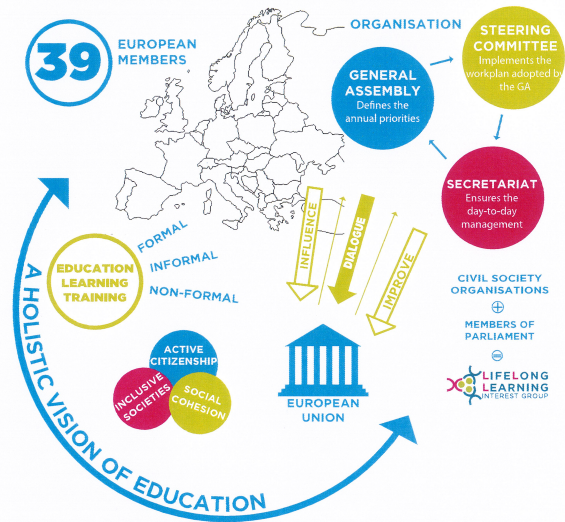 39
EUROPEAN
MEMBERS
ORGANISATION
GENERAL
ASSEMBLY
Defines the
annual priorities
STEERING
COMMITTEE
Implements the
workplan adopted by
the GA
SECRETARIAT
Ensures the
day-to-day
management
EDUCATION
LEARNING
TRAINING
FORMAL
INFORMAL
NON-FORMAL
INFLUENCE
DIALOGUE
IMPROVE
ACTIVE
CITIZENSHIP
INCLUSIVE
SOCIETIES
SOCIAL
COHESION
EUROPEAN
UNION
CIVIL SOCIETY
ORGANISATIONS
+
MEMBERS OF
PARLIAMENT
=
LIFELONG
LEARNING
INTEREST GROUP
A HOLISTIC VISION OF EDUCATION